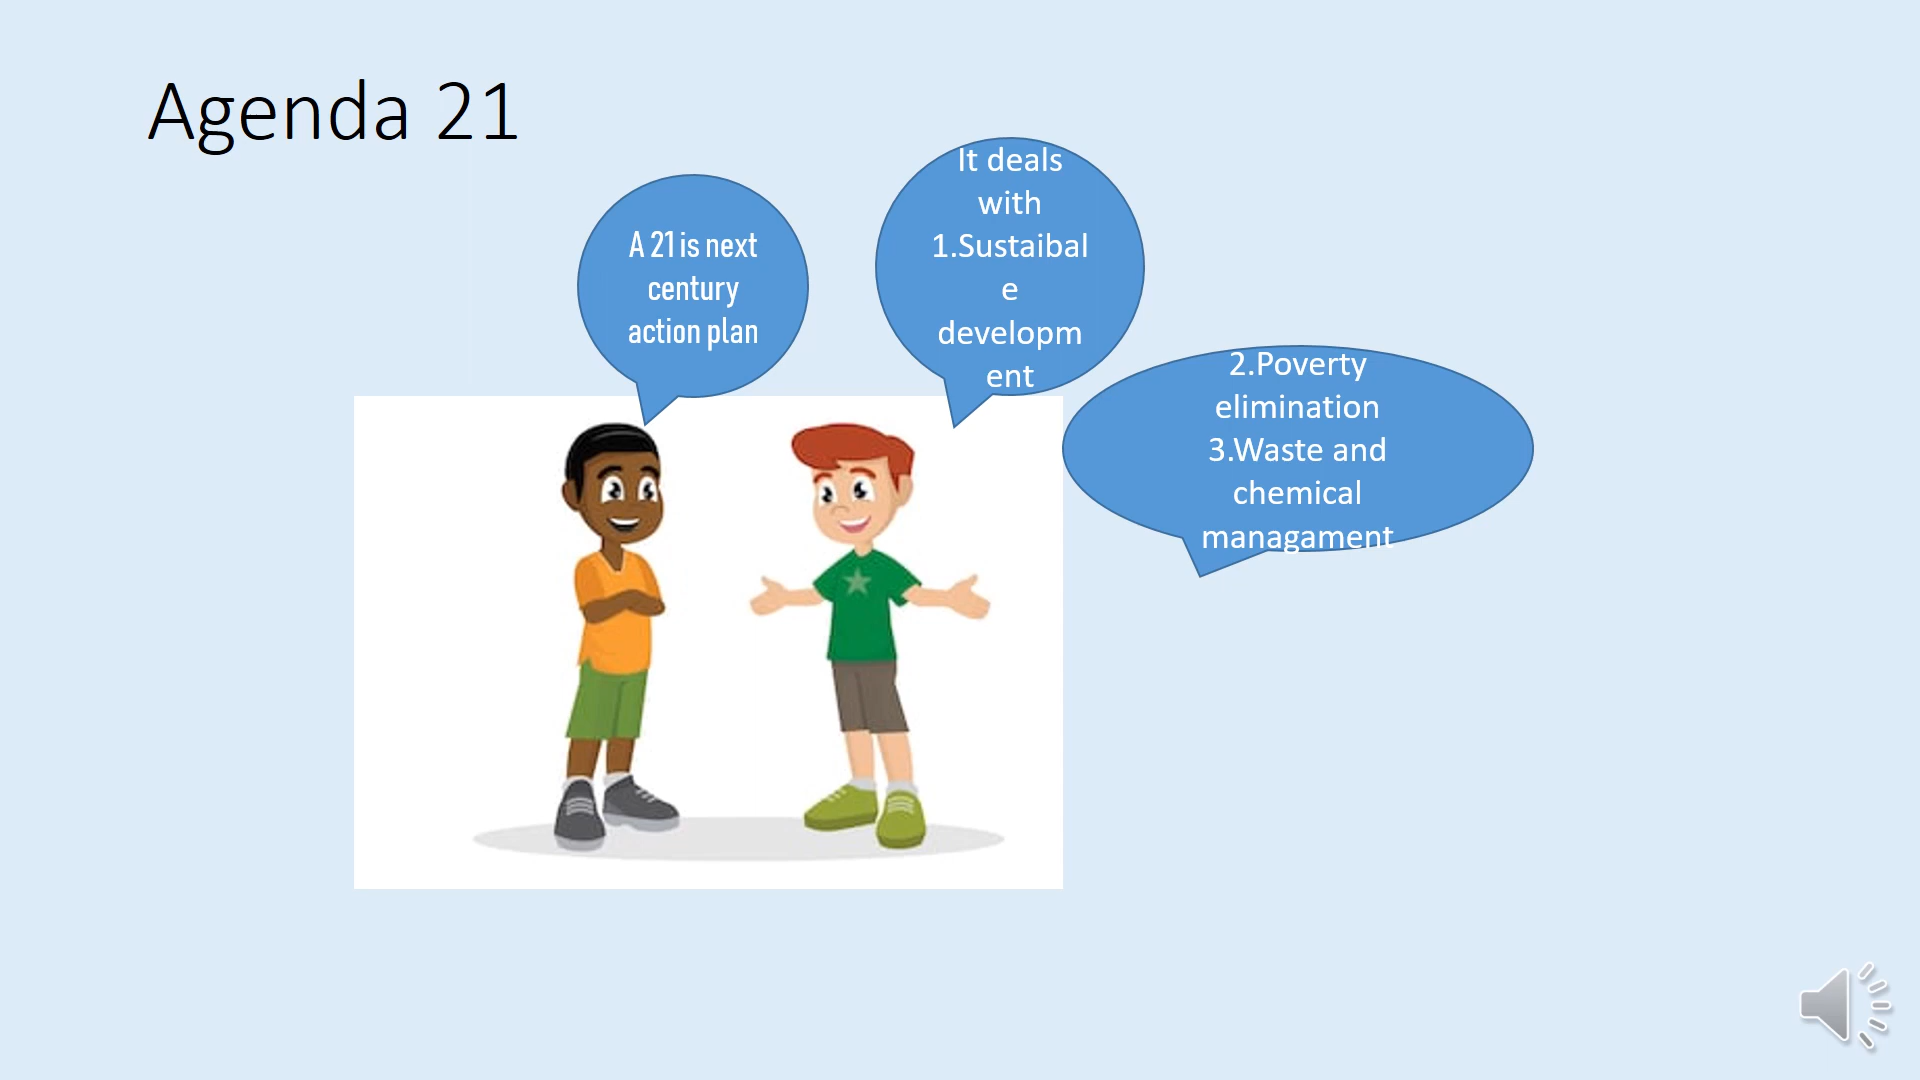 Agenda 21
A 21 is next
century
action plan
It deals
with
1.Sustaibal
e
developm
ent
2.Poverty
elimination
3.Waste and
chemical
managament